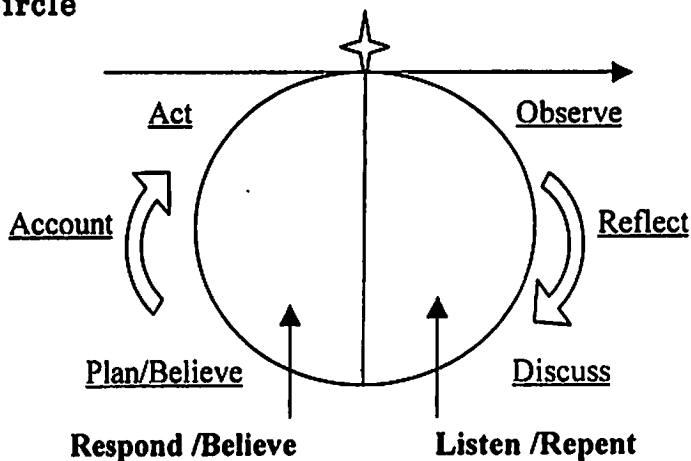 ircle
Act
Observe
Account
Reflect
Plan/Believe
Discuss
Respond /Believe
Listen /Repent